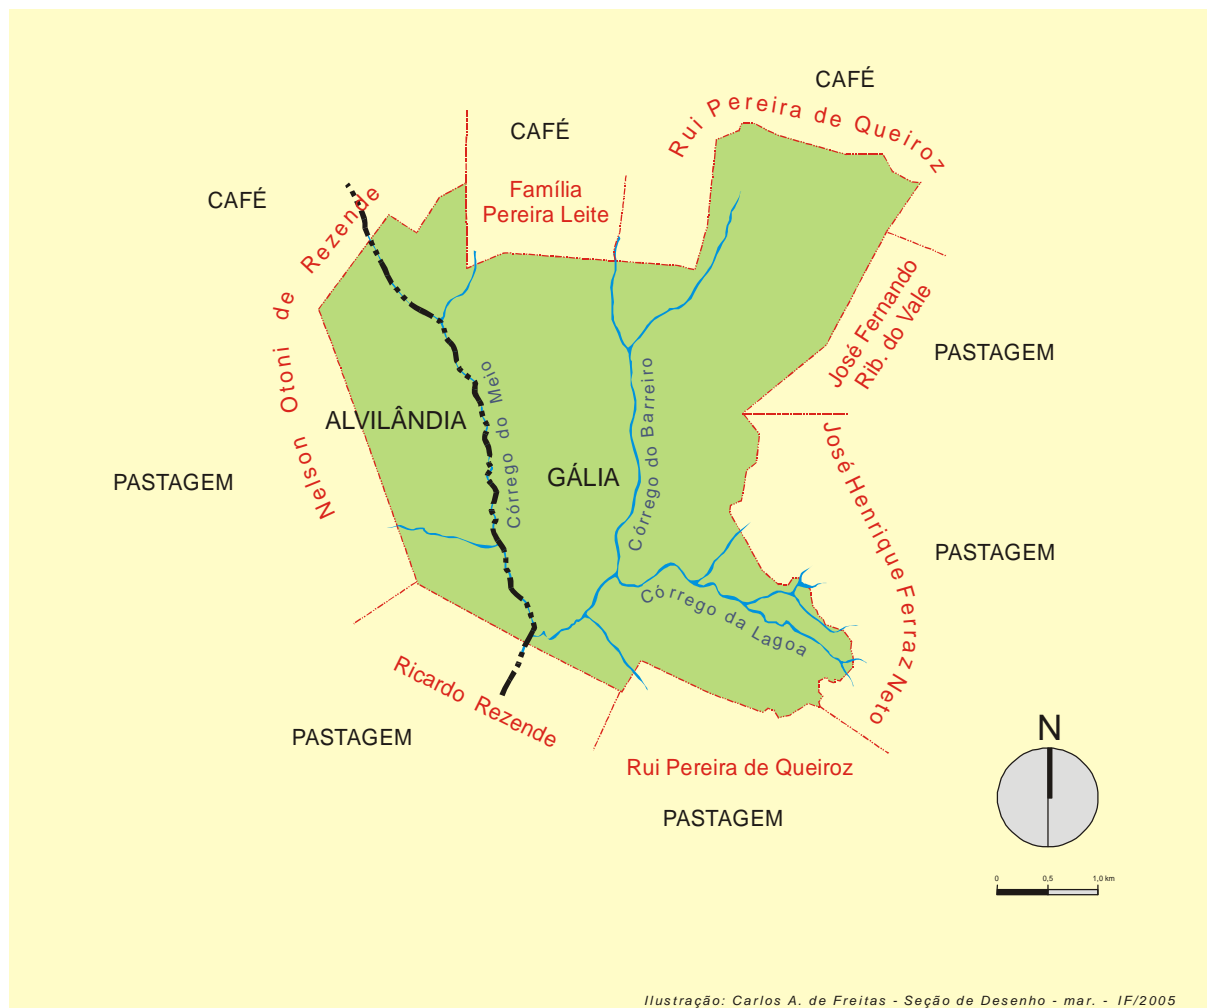 CAFÉ
Rui Pereira de Queiroz
CAFÉ
Família
Pereira Leite
CAFÉ
Nelson Otoni de Rezende
José Fernando
Rib. do Vale
PASTAGEM
ALVILÂNDIA
Córrego do Meio
Córrego do Barreiro
GÁLIA
PASTAGEM
José Henrique Ferraz Neto
PASTAGEM
Córrego da Lagoa
Ricardo Rezende
PASTAGEM
Rui Pereira de Queiroz
PASTAGEM
N
0 0,5 1,0 km
Ilustração: Carlos A. de Freitas - Seção de Desenho - mar. - IF/2005